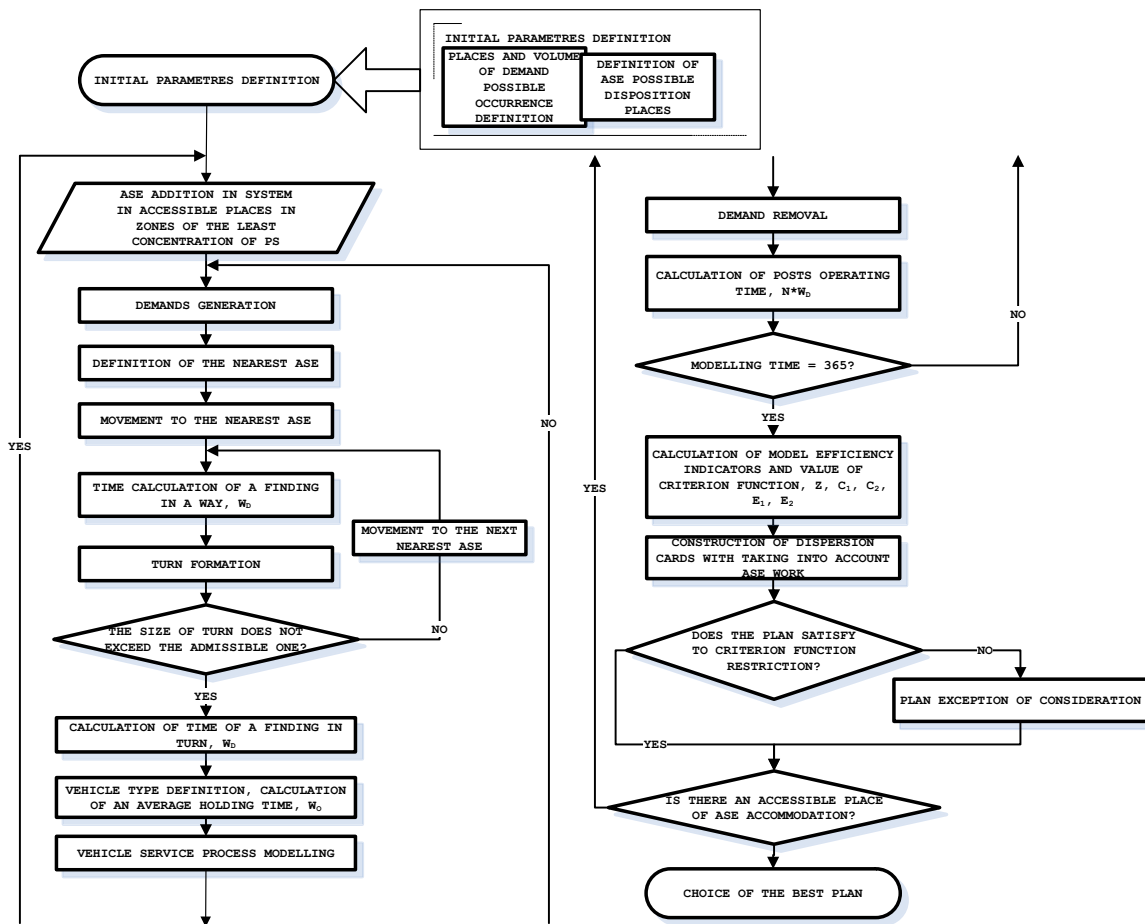 INITIAL PARAMETRES DEFINITION
INITIAL PARAMETRES DEFINITION
PLACES AND VOLUME
OF DEMAND
POSSIBLE
OCCURRENCE
DEFINITION
DEFINITION OF
ASE POSSIBLE
DISPOSITION
PLACES
ASE ADDITION IN SYSTEM
IN ACCESSIBLE PLACES IN
ZONES OF THE LEAST
CONCENTRATION OF PS
DEMANDS GENERATION
DEFINITION OF THE NEAREST ASE
MOVEMENT TO THE NEAREST ASE
YES
NO
TIME CALCULATION OF A FINDING
IN A WAY, W_D
MOVEMENT TO THE NEXT
NEAREST ASE
TURN FORMATION
THE SIZE OF TURN DOES NOT
EXCEED THE ADMISSIBLE ONE?
NO
YES
CALCULATION OF TIME OF A FINDING IN
TURN, W_D
VEHICLE TYPE DEFINITION, CALCULATION
OF AN AVERAGE HOLDING TIME, W_O
VEHICLE SERVICE PROCESS MODELLING
DEMAND REMOVAL
CALCULATION OF POSTS OPERATING
TIME, N*W_D
NO
MODELLING TIME = 365?
YES
CALCULATION OF MODEL EFFICIENCY
INDICATORS AND VALUE OF
CRITERION FUNCTION, Z, C_1, C_2,
E_1, E_2
YES
CONSTRUCTION OF DISPERSION
CARDS WITH TAKING INTO ACCOUNT
ASE WORK
DOES THE PLAN SATISFY
TO CRITERION FUNCTION
RESTRICTION?
NO
PLAN EXCEPTION OF CONSIDERATION
YES
IS THERE AN ACCESSIBLE PLACE
OF ASE ACCOMMODATION?
CHOICE OF THE BEST PLAN